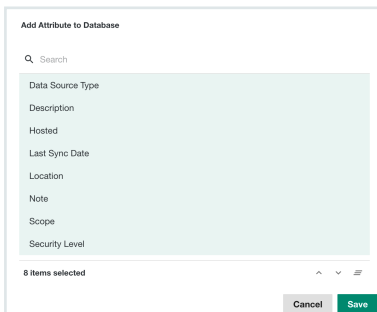 Add Attribute to Database
Search
Data Source Type
Description
Hosted
Last Sync Date
Location
Note
Scope
Security Level
8 items selected
Cancel Save